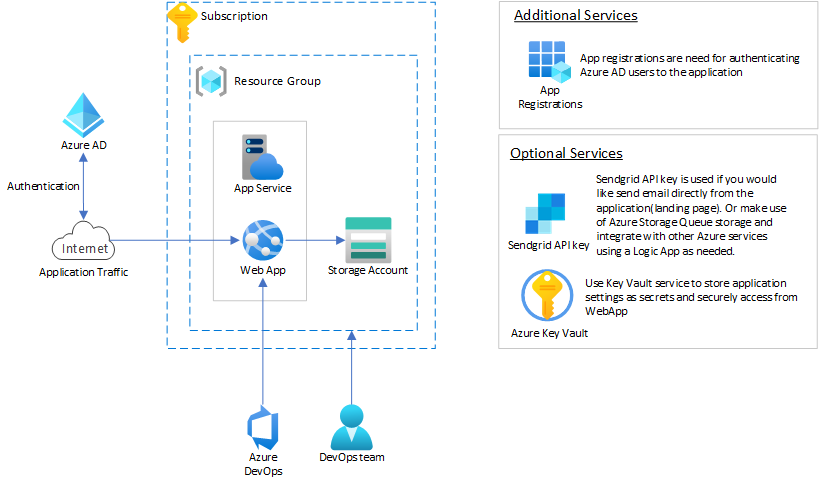 Subscription
Resource Group
Azure AD
Authentication
Internet
Application Traffic
App Service
Web App
Storage Account
Azure
DevOps
DevOps team
Additional Services
App registrations are need for authenticating
Azure AD users to the application
App
Registrations
Optional Services
Sendgrid API key is used if you would
like send email directly from the
application(landing page). Or make use
of Azure Storage Queue storage and
integrate with other Azure services
using a Logic App as needed.
Sendgrid API key
Use Key Vault service to store application
settings as secrets and securely access from
WebApp
Azure Key Vault